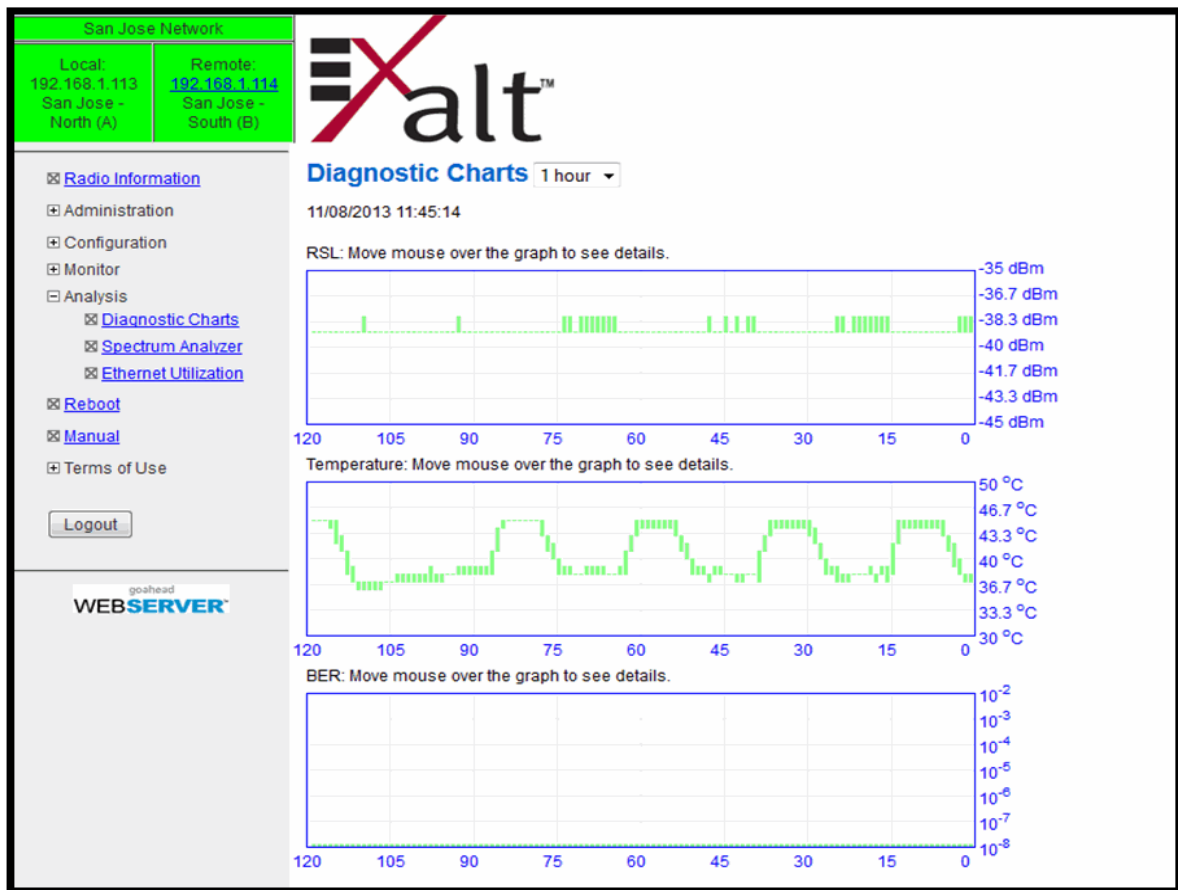 San Jose Network
Local:
192.168.1.113
San Jose -
North (A)
Remote:
192.168.1.114
San Jose -
South (B)
EXalt™
Radio Information
Administration
Configuration
Monitor
Analysis
Diagnostic Charts
Spectrum Analyzer
Ethernet Utilization
Reboot
Manual
Terms of Use
Logout
goahead
WEBSERVER™
Diagnostic Charts 1 hour
11/08/2013 11:45:14
RSL: Move mouse over the graph to see details.
-35 dBm
-36.7 dBm
-38.3 dBm
-40 dBm
-41.7 dBm
-43.3 dBm
-45 dBm
120 105 90 75 60 45 30 15 0
Temperature: Move mouse over the graph to see details.
50 °C
46.7 °C
43.3 °C
40 °C
36.7 °C
33.3 °C
30 °C
120 105 90 75 60 45 30 15 0
BER: Move mouse over the graph to see details.
10⁻²
10⁻³
10⁻⁴
10⁻⁵
10⁻⁶
10⁻⁷
10⁻⁸
120 105 90 75 60 45 30 15 0